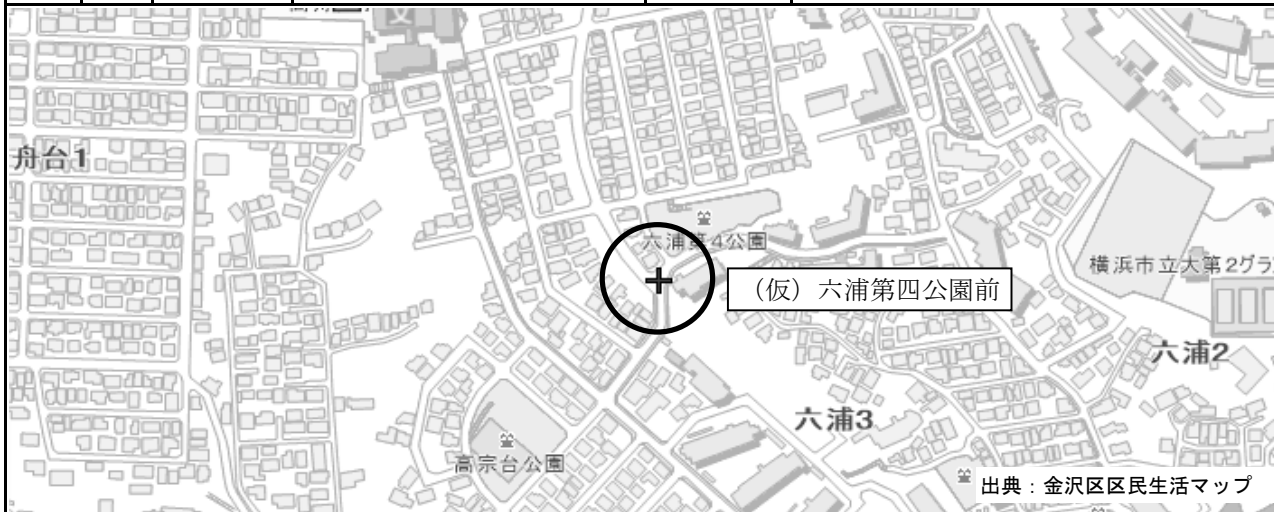 文
舟台1
六浦第4公園
横浜市立大第2グラ
(仮)六浦第四公園前
六浦2
六浦3
高宗台公園
出典:金沢区区民生活マップ